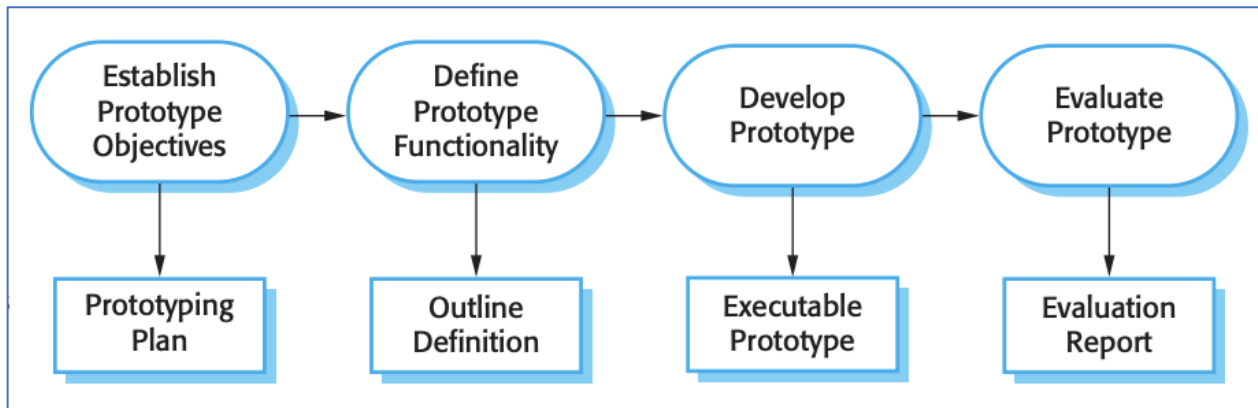 Establish
Prototype
Objectives
Define
Prototype
Functionality
Develop
Prototype
Evaluate
Prototype
Prototyping
Plan
Outline
Definition
Executable
Prototype
Evaluation
Report